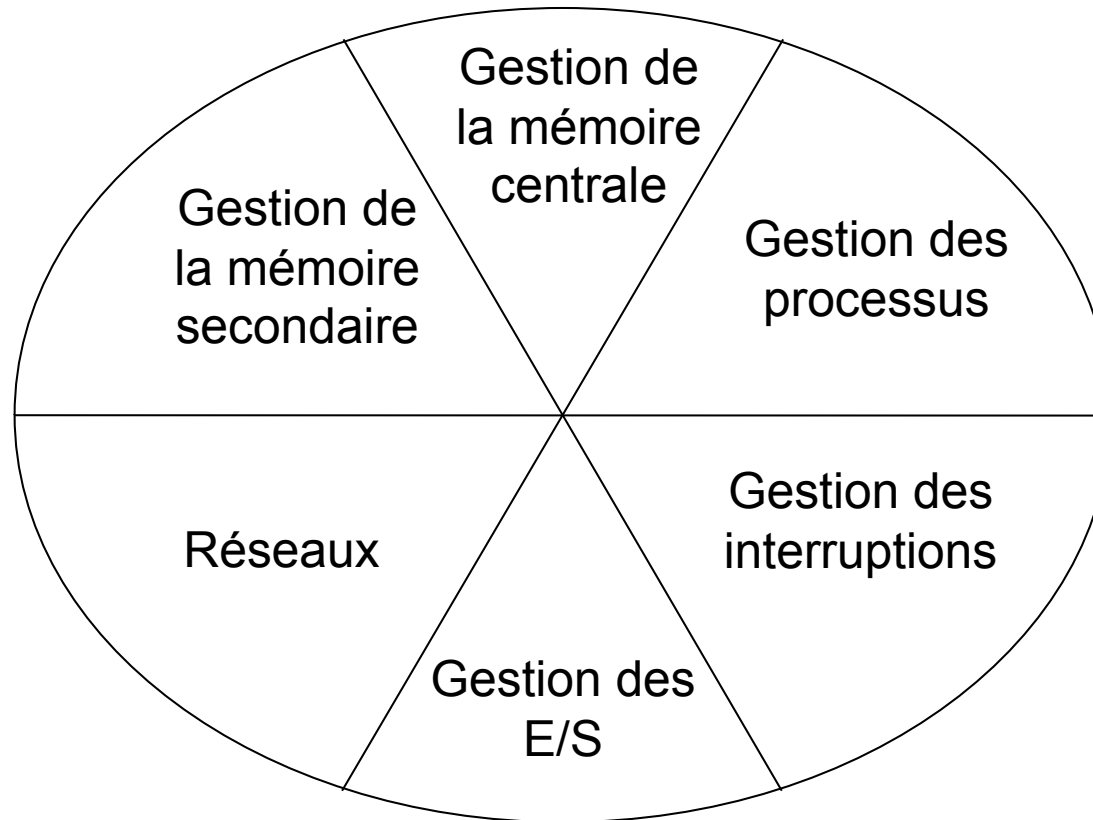 Gestion de
la mémoire
centrale
Gestion de
la mémoire
secondaire
Gestion des
processus
Réseaux
Gestion des
interruptions
Gestion des
E/S